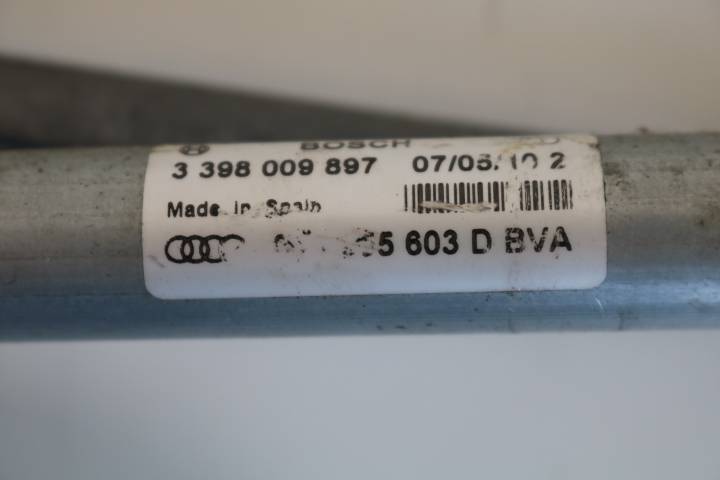 BOSCH
3 398 009 897 07/05/10 2
Made in Spain
603 D BVA